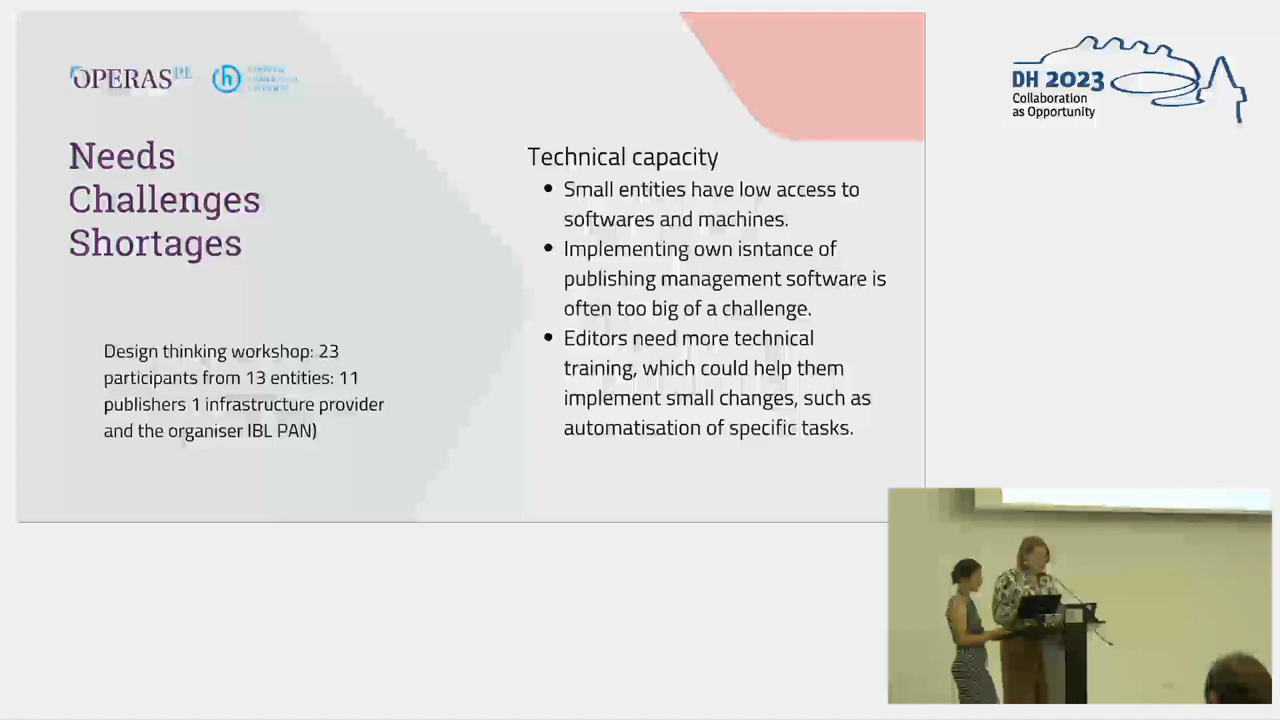 OPERAS PL
Needs
Challenges
Shortages
Design thinking workshop: 23
participants from 13 entities: 11
publishers 1 infrastructure provider
and the organiser IBL PAN)
Technical capacity
• Small entities have low access to
softwares and machines.
• Implementing own isntance of
publishing management software is
often too big of a challenge.
• Editors need more technical
training, which could help them
implement small changes, such as
automatisation of specific tasks.
DH 2023
Collaboration
as Opportunity